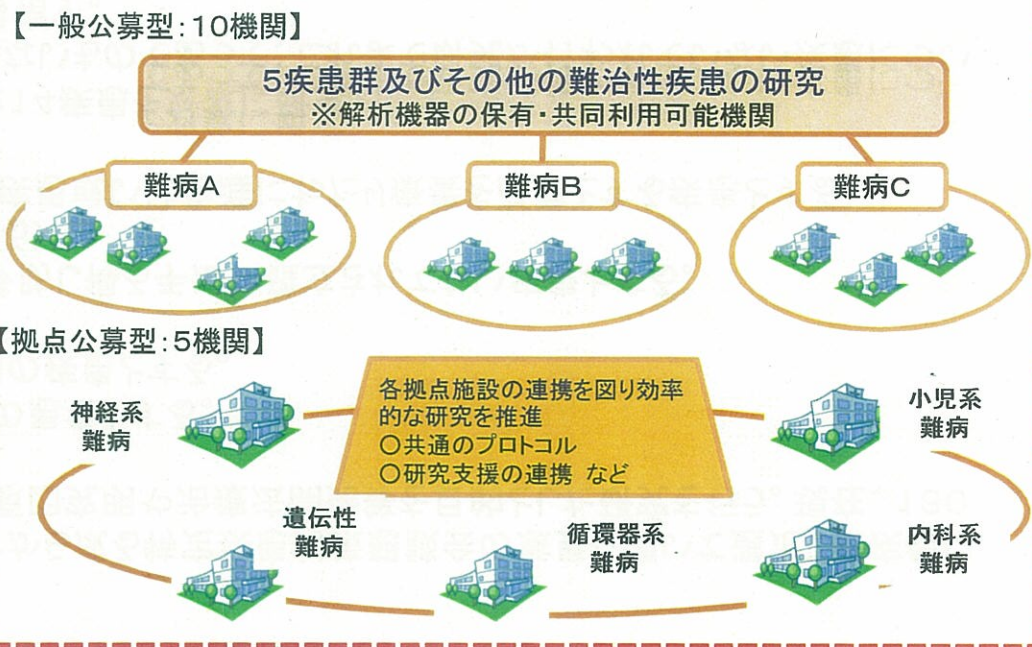 【一般公募型:10機関】
5疾患群及びその他の難治性疾患の研究
※解析機器の保有・共同利用可能機関
難病A
難病B
難病C
【拠点公募型:5機関】
各拠点施設の連携を図り効率
的な研究を推進
○共通のプロトコル
○研究支援の連携 など
神経系
難病
小児系
難病
遺伝性
難病
循環器系
難病
内科系
難病